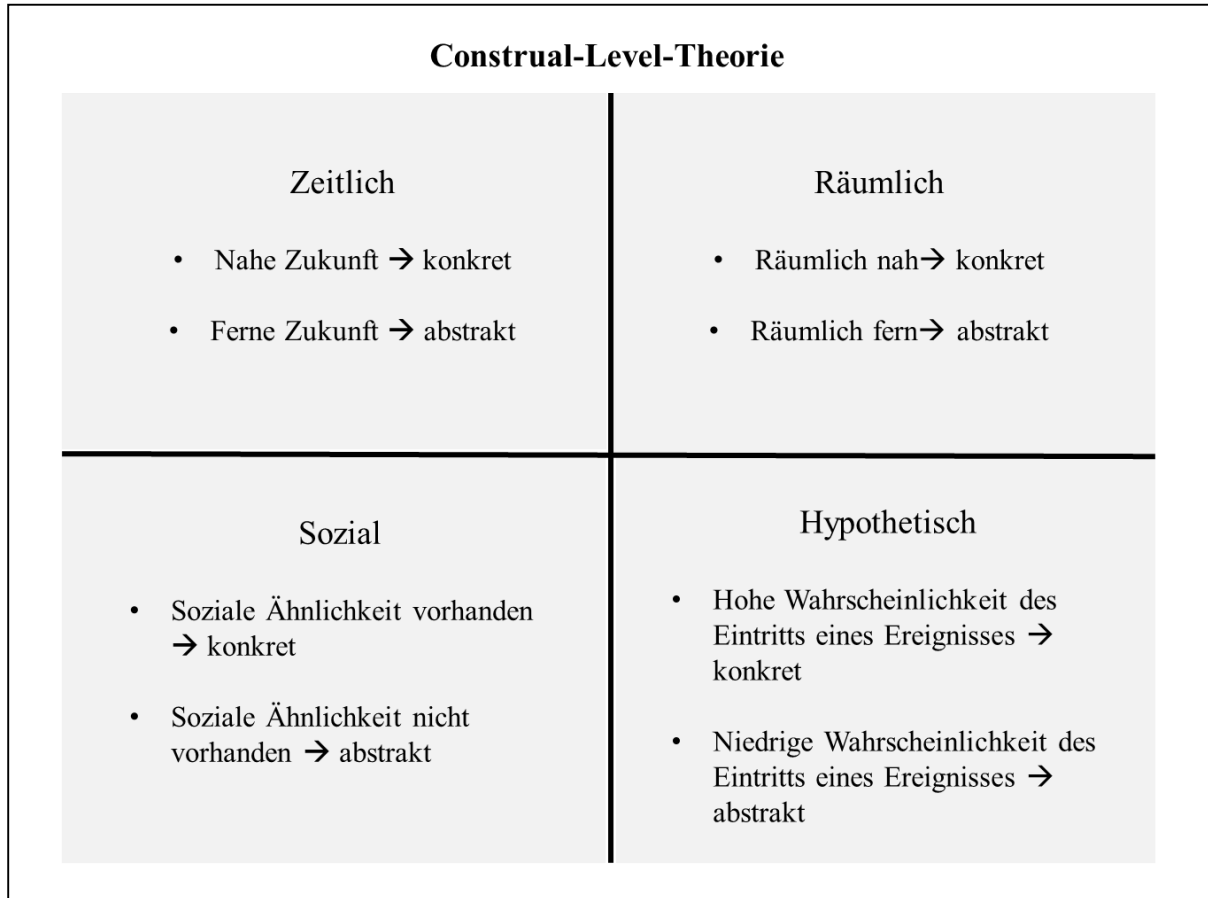 Construal-Level-Theorie
Zeitlich
• Nahe Zukunft → konkret
• Ferne Zukunft → abstrakt
Räumlich
• Räumlich nah→ konkret
• Räumlich fern→ abstrakt
Sozial
• Soziale Ähnlichkeit vorhanden
→ konkret
• Soziale Ähnlichkeit nicht
vorhanden → abstrakt
Hypothetisch
• Hohe Wahrscheinlichkeit des
Eintritts eines Ereignisses →
konkret
• Niedrige Wahrscheinlichkeit des
Eintritts eines Ereignisses →
abstrakt